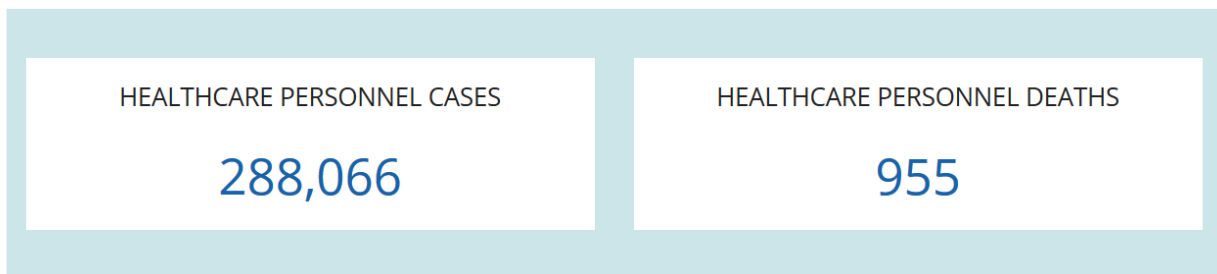 HEALTHCARE PERSONNEL CASES
288,066
HEALTHCARE PERSONNEL DEATHS
955